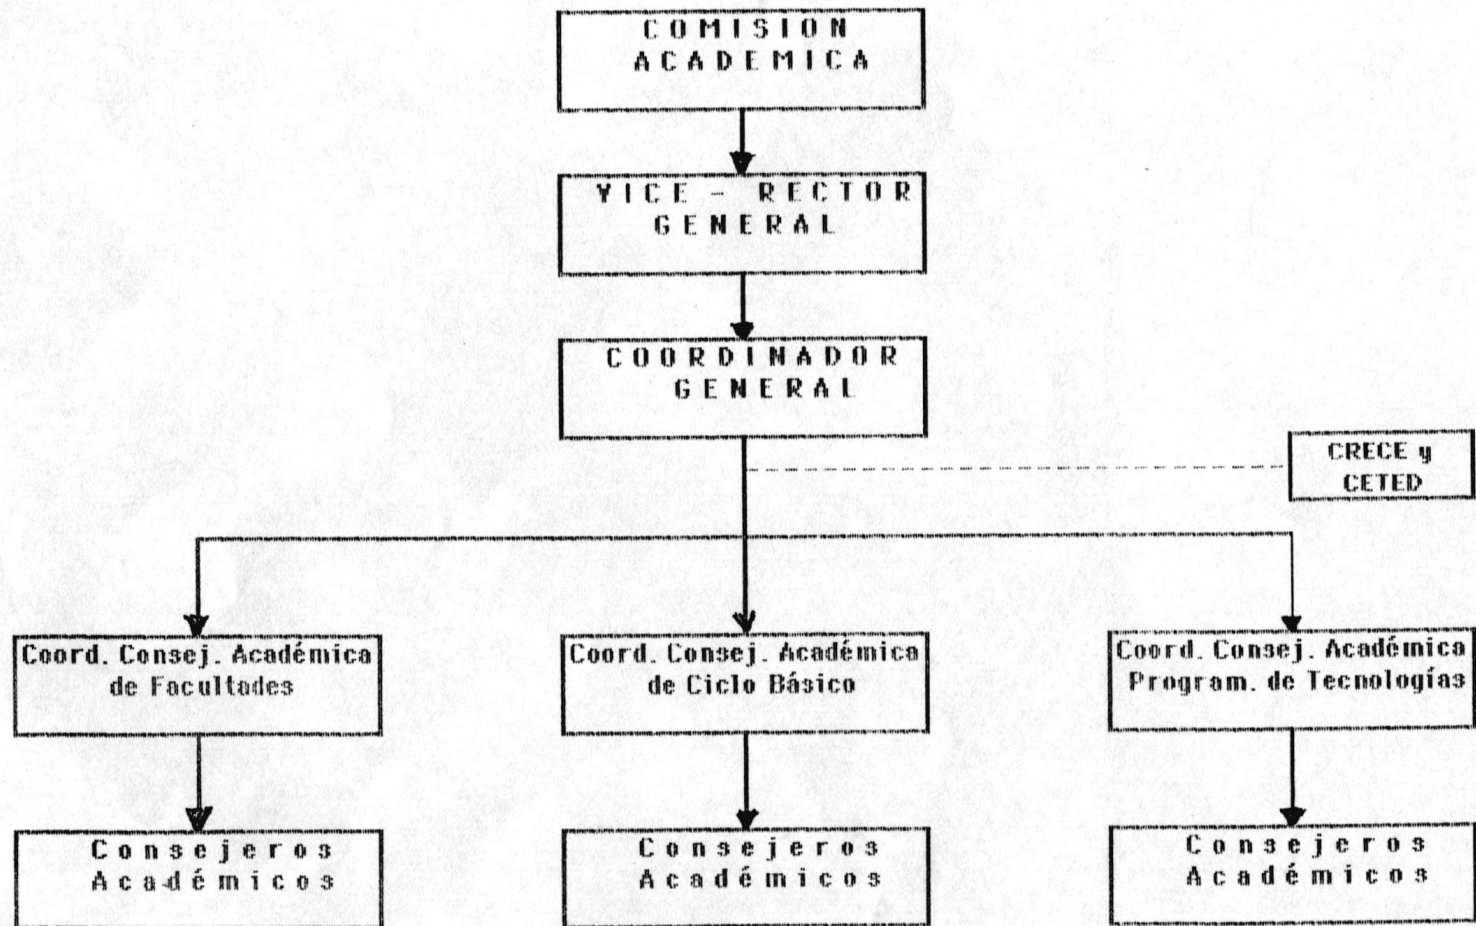 COMISION
ACADEMICA
VICE - RECTOR
GENERAL
COORDINADOR
GENERAL
CRECE y
CETED
Coord. Consej. Académica
de Facultades
Coord. Consej. Académica
de Ciclo Básico
Coord. Consej. Académica
Program. de Tecnologías
Consejeros
Académicos
Consejeros
Académicos
Consejeros
Académicos